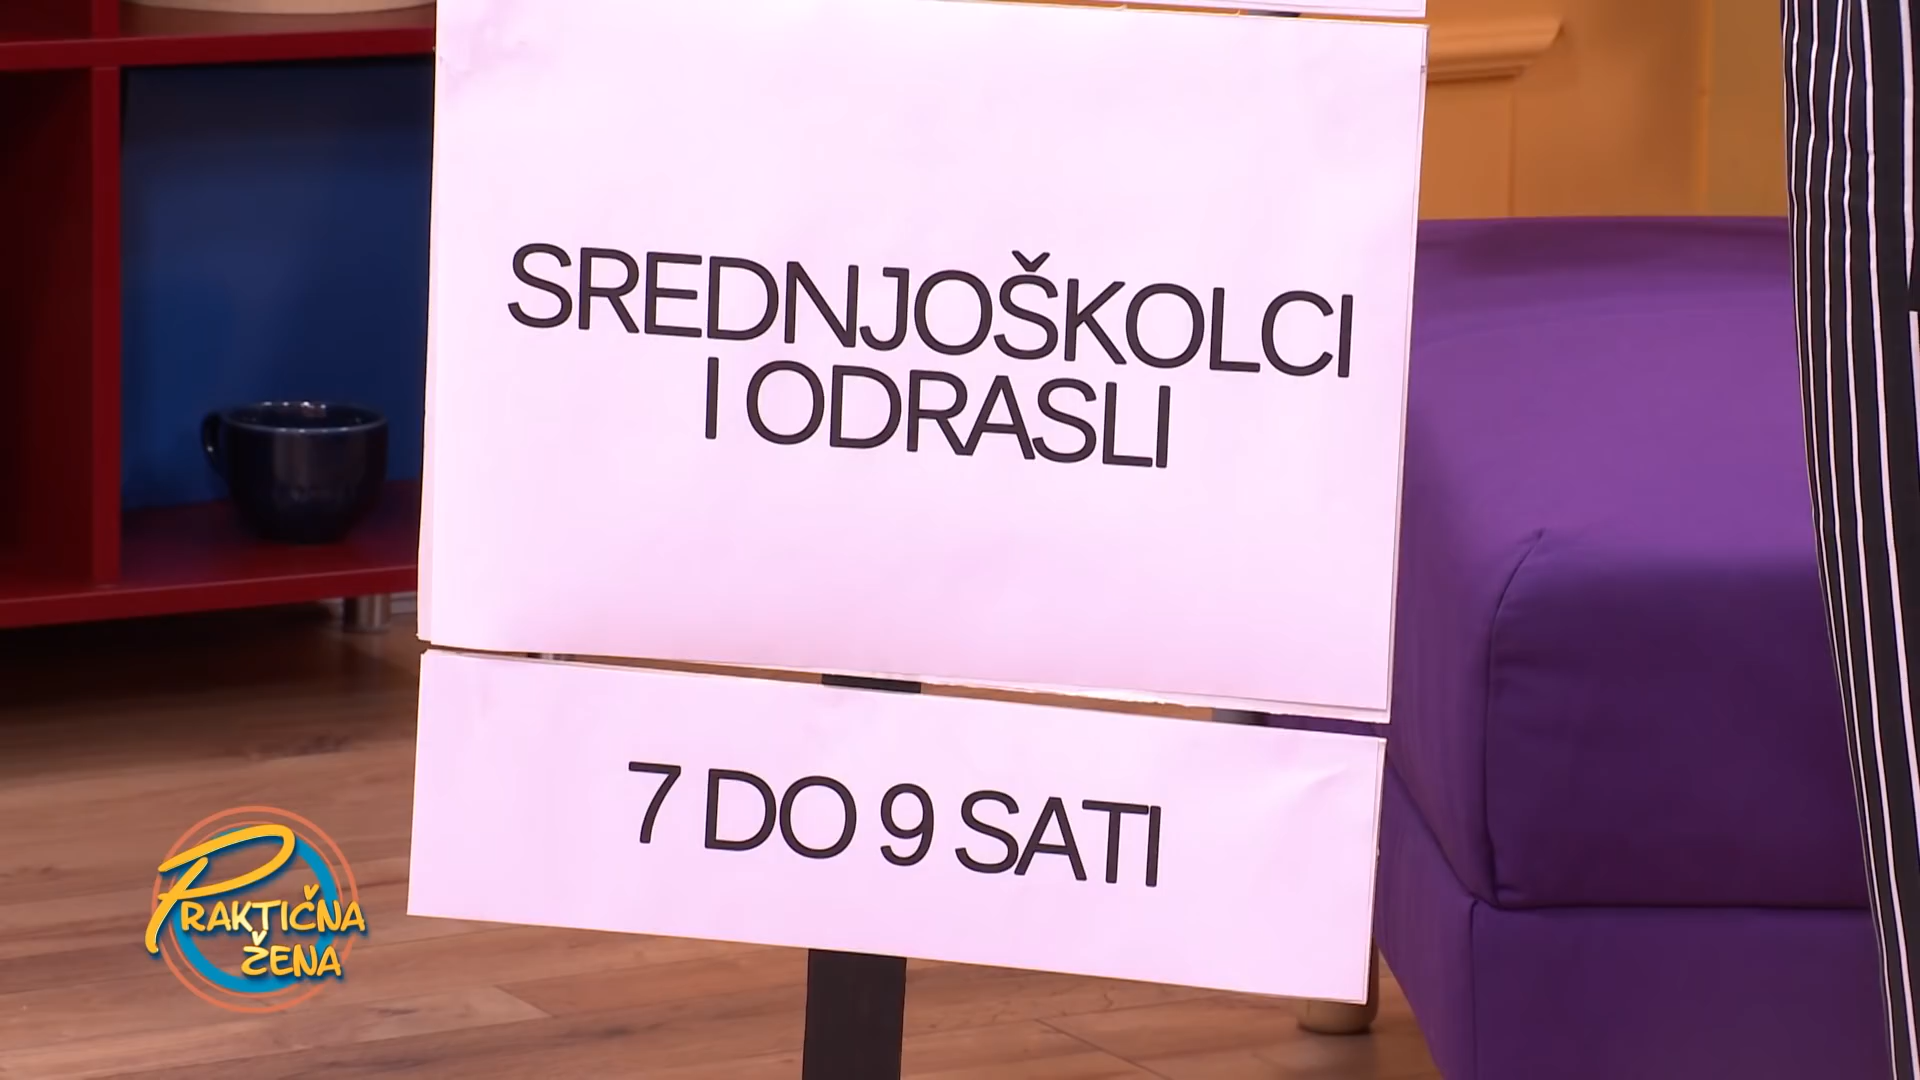 SREDNJOŠKOLCI
I ODRASLI
7 DO 9 SATI
PRAKTIČNA
ŽENA